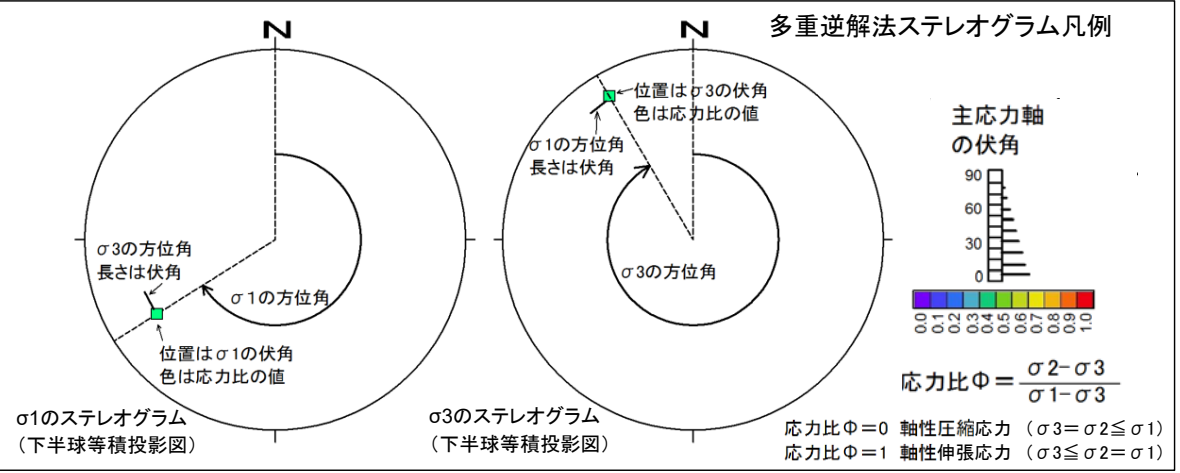 多重逆解法ステレオグラム凡例
N
σ3の方位角
長さは伏角
σ1の方位角
位置はσ1の伏角
色は応力比の値
σ1のステレオグラム
(下半球等積投影図)
N
位置はσ3の伏角
色は応力比の値
σ1の方位角
長さは伏角
σ3の方位角
σ3のステレオグラム
(下半球等積投影図)
主応力軸
の伏角
90
60
30
0
0.0 0.1 0.2 0.3 0.4 0.5 0.6 0.7 0.8 0.9 1.0
応力比Φ=σ2-σ3
σ1-σ3
応力比Φ=0 軸性圧縮応力 (σ3=σ2≦σ1)
応力比Φ=1 軸性伸張応力 (σ3≦σ2=σ1)